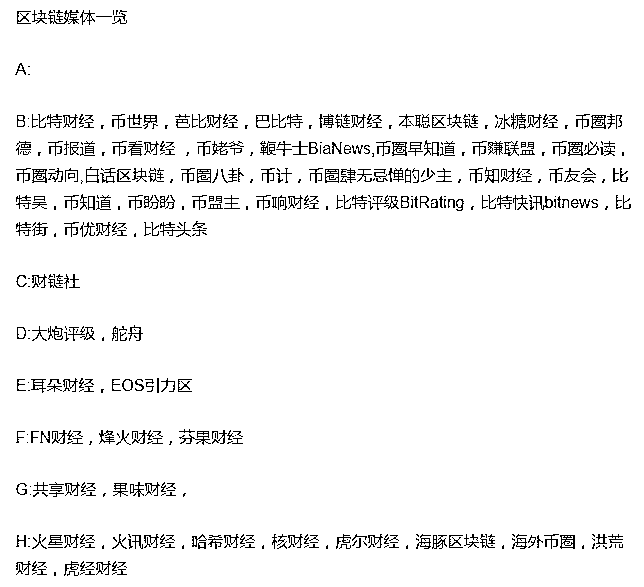 区块链媒体一览
A:
B:比特财经，币世界，芭比财经，巴比特，博链财经，本聪区块链，冰糖财经，币圈邦
德，币报道，币看财经 ，币姥爷，鞭牛士BiaNews,币圈早知道，币赚联盟，币圈必读，
币圈动向,白话区块链，币圈八卦，币计，币圈肆无忌惮的少主，币知财经，币友会，比
特吴，币知道，币盼盼，币盟主，币响财经，比特评级BitRating，比特快讯bitnews，比
特街，币优财经，比特头条
C:财链社
D:大炮评级，舵舟
E:耳朵财经，EOS引力区
F:FN财经，烽火财经，芬果财经
G:共享财经，果味财经，
H:火星财经，火讯财经，哈希财经，核财经，虎尔财经，海豚区块链，海外币圈，洪荒
财经，虎经财经